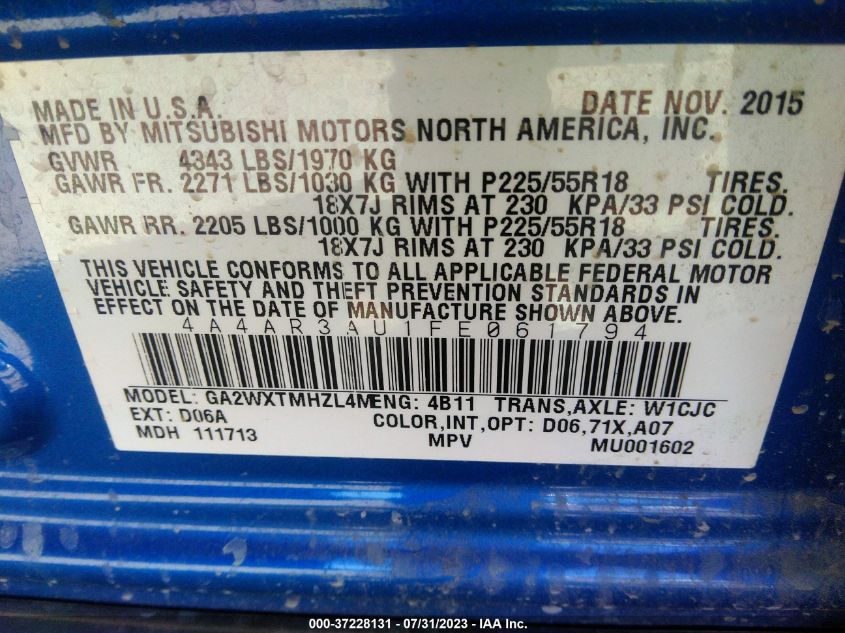 MADE IN U.S.A. DATE NOV. 2015
MFD BY MITSUBISHI MOTORS NORTH AMERICA, INC.
GVWR 4343 LBS/1970 KG
GAWR FR. 2271 LBS/1030 KG WITH P225/55R18 TIRES.
18X7J RIMS AT 230 KPA/33 PSI COLD.
GAWR RR. 2205 LBS/1000 KG WITH P225/55R18 TIRES.
18X7J RIMS AT 230 KPA/33 PSI COLD.
THIS VEHICLE CONFORMS TO ALL APPLICABLE FEDERAL MOTOR
VEHICLE SAFETY AND THEFT PREVENTION STANDARDS IN
EFFECT ON THE DATE OF MANUFACTURE SHOWN ABOVE.
4A4AR3AU1FE061794
MODEL: GA2WXTMHZL4M ENG: 4B11 TRANS,AXLE: W1CJC
EXT: D06A COLOR,INT,OPT: D06,71X,A07
MDH 111713 MPV MU001602
000-37228131 - 07/31/2023 - IAA Inc.